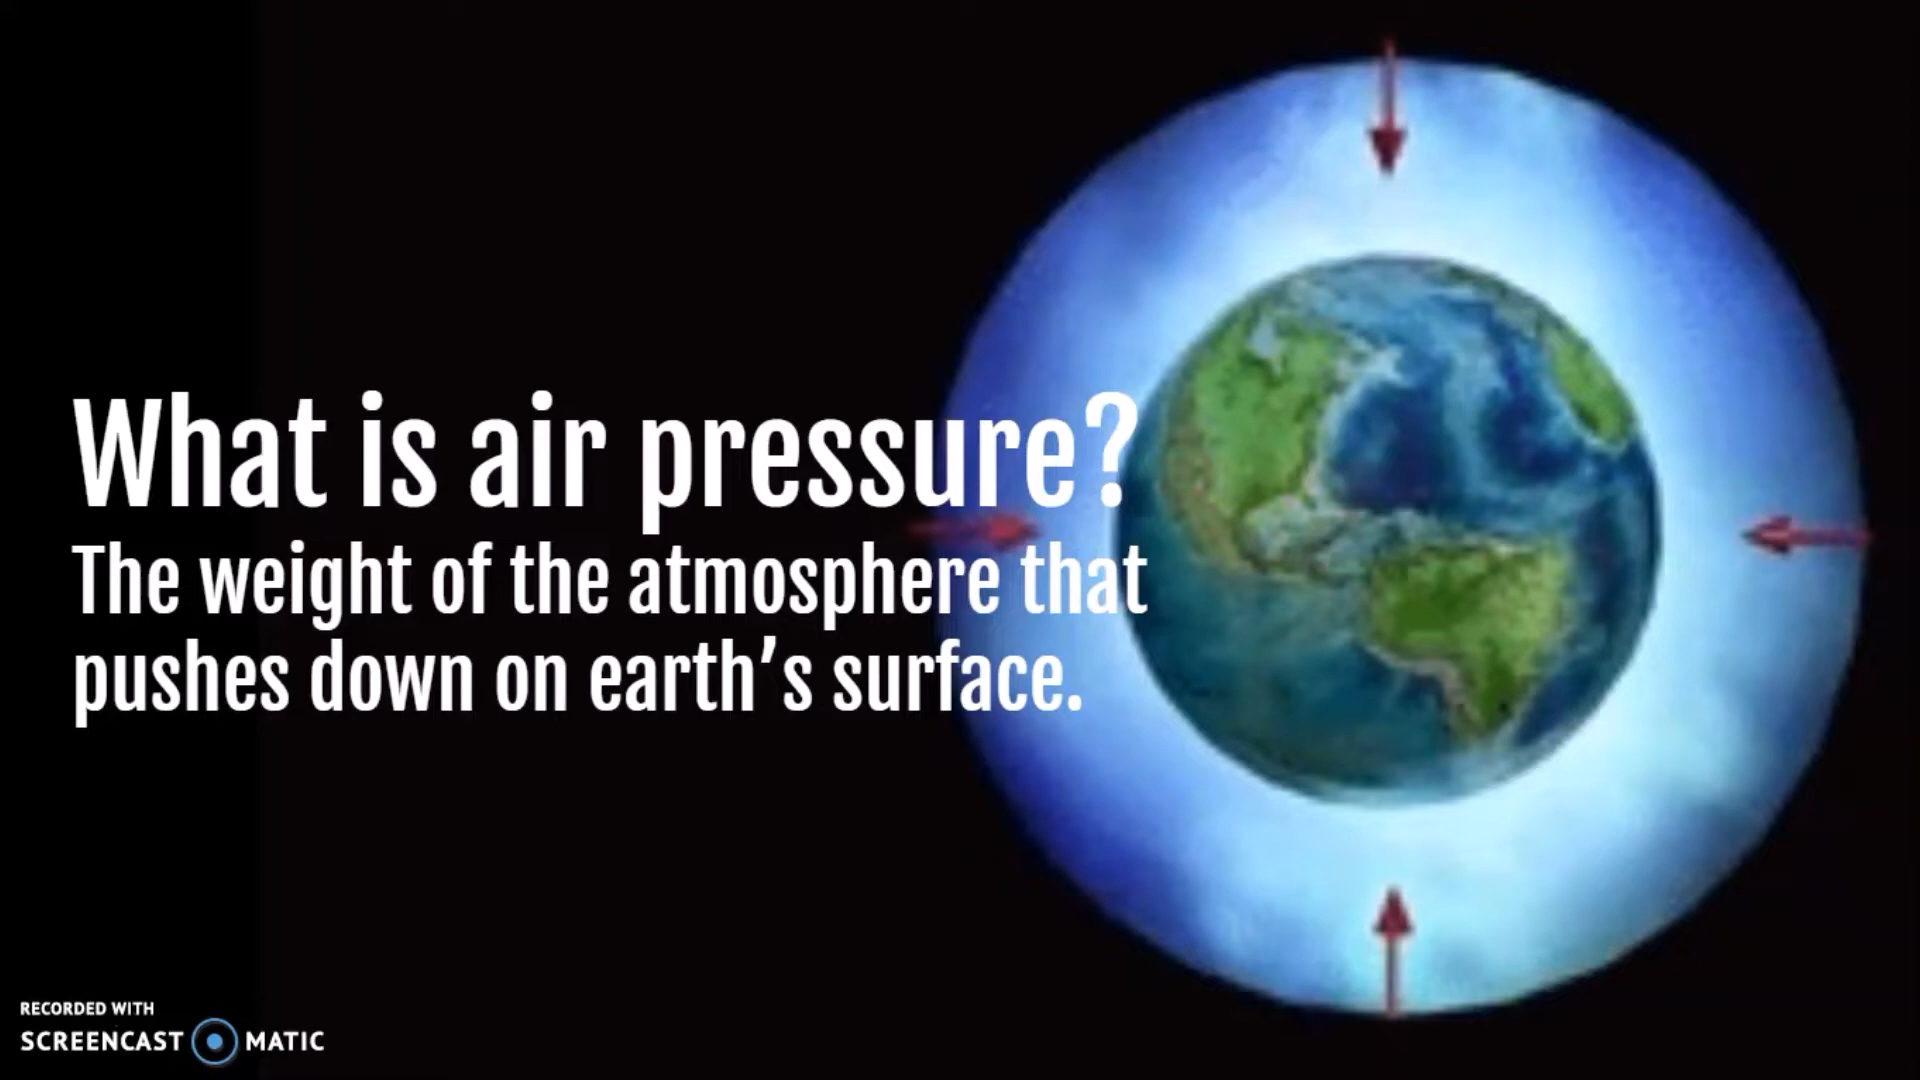 What is air pressure?
The weight of the atmosphere that
pushes down on earth’s surface.
RECORDED WITH
SCREENCAST MATIC